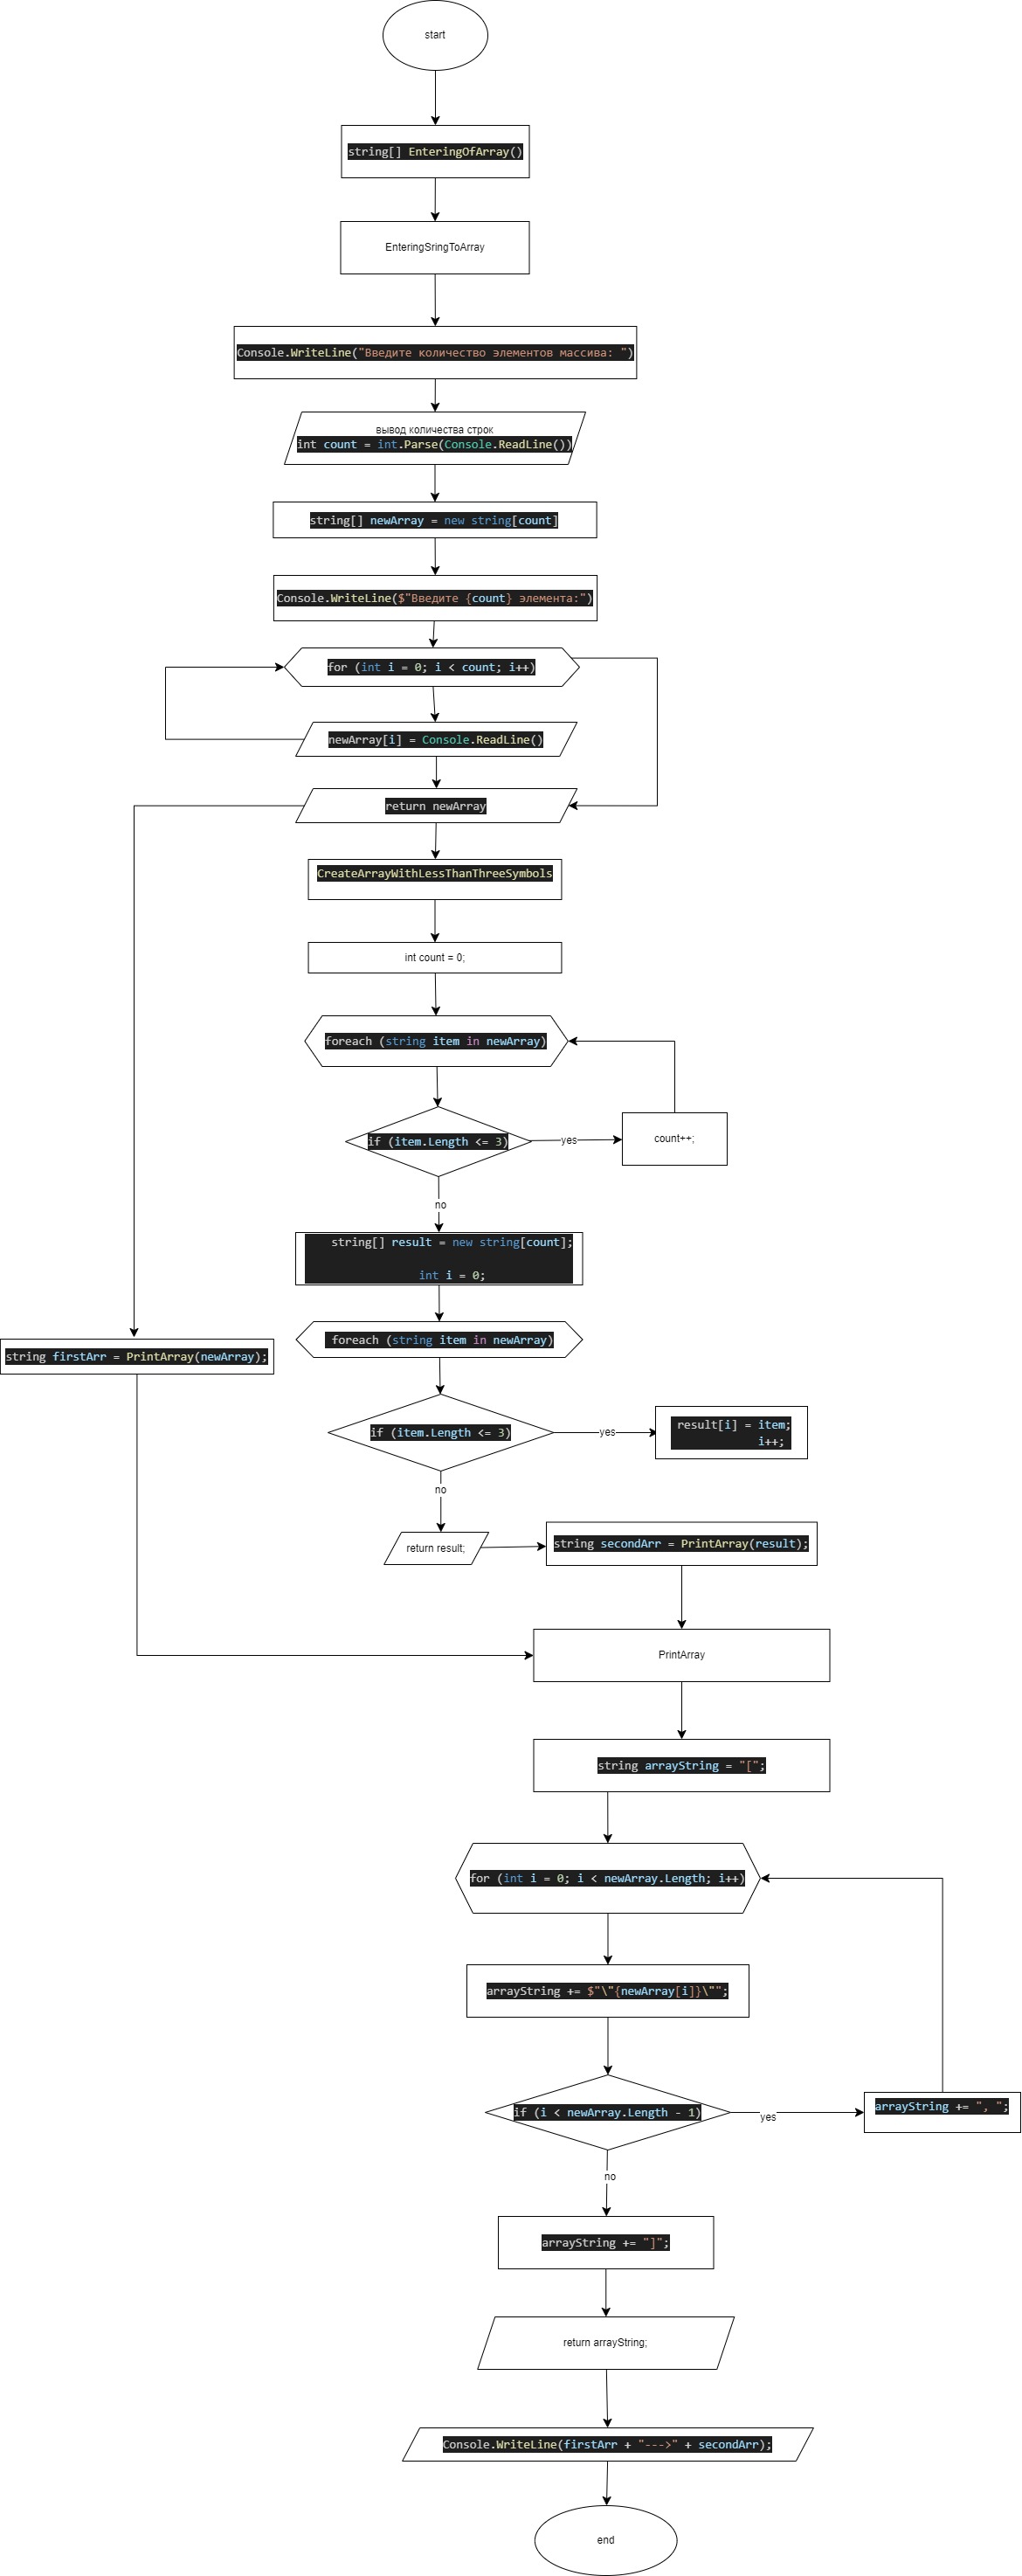 start
string[] EnteringOfArray()
EnteringSringToArray
Console.WriteLine("Введите количество элементов массива: ")
вывод количества строк
int count = int.Parse(Console.ReadLine())
string[] newArray = new string[count]
Console.WriteLine($"Введите {count} элемента:")
for (int i = 0; i < count; i++)
newArray[i] = Console.ReadLine()
return newArray
CreateArrayWithLessThanThreeSymbols
int count = 0;
foreach (string item in newArray)
if (item.Length <= 3)
yes
count++;
no
string[] result = new string[count];
int i = 0;
foreach (string item in newArray)
string firstArr = PrintArray(newArray);
if (item.Length <= 3)
yes
result[i] = item;
i++;
no
return result;
string secondArr = PrintArray(result);
PrintArray
string arrayString = "[";
for (int i = 0; i < newArray.Length; i++)
arrayString += $"\"{newArray[i]}\"";
if (i < newArray.Length - 1)
yes
arrayString += ", ";
no
arrayString += "]";
return arrayString;
Console.WriteLine(firstArr + "--->" + secondArr);
end